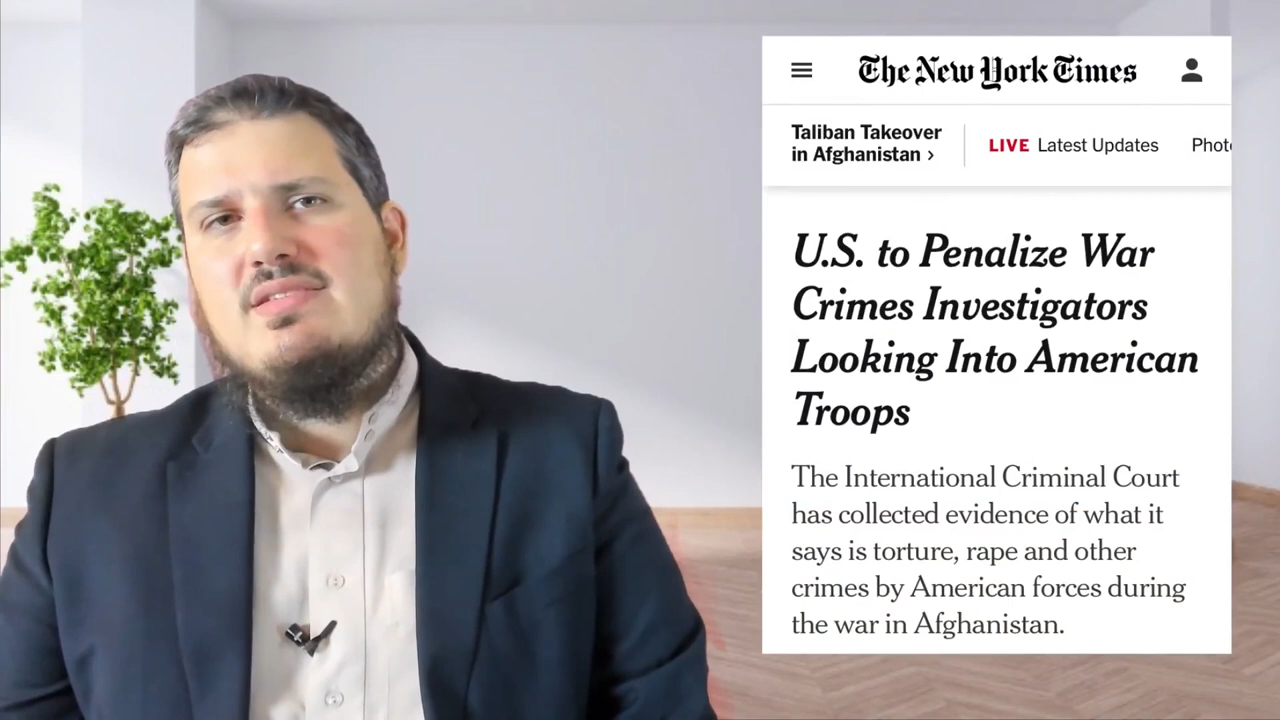 The New York Times
Taliban Takeover
in Afghanistan ›
LIVE Latest Updates
U.S. to Penalize War
Crimes Investigators
Looking Into American
Troops
The International Criminal Court
has collected evidence of what it
says is torture, rape and other
crimes by American forces during
the war in Afghanistan.